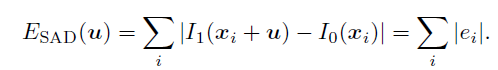 E_SAD(u) = ∑_i |I_1(x_i + u) − I_0(x_i)| = ∑_i |e_i|.